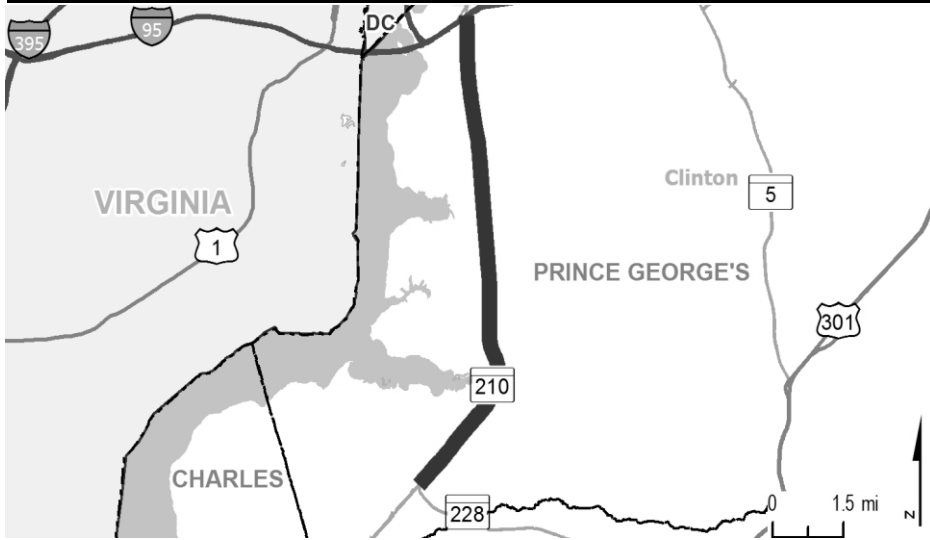 DC
395
95
Clinton
5
VIRGINIA
1
PRINCE GEORGE'S
301
210
CHARLES
228
0 1.5 mi
N